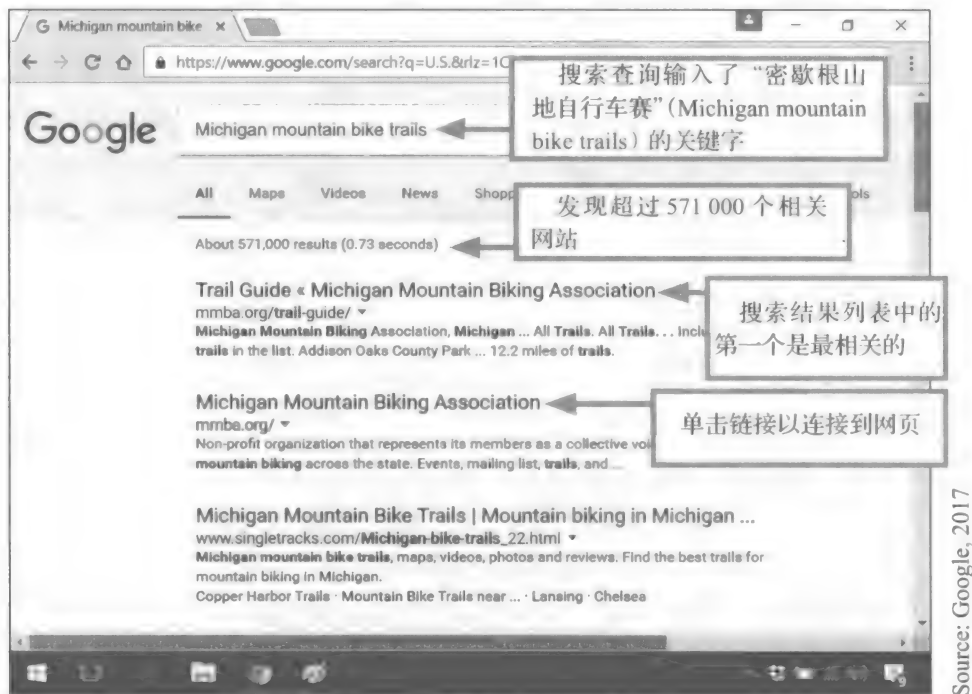 G Michigan mountain bike ×
https://www.google.com/search?q=U.S.&rlz=1C
搜索查询输入了“密歇根山
地自行车赛”(Michigan mountain
bike trails）的关键字
Google
Michigan mountain bike trails
All Maps Videos News Shopp ols
发现超过 571 000 个相关
网站
About 571,000 results (0.73 seconds)
Trail Guide « Michigan Mountain Biking Association
mmba.org/trail-guide/
Michigan Mountain Biking Association, Michigan ... All Trails. All Trails. . . Inclu
trails in the list. Addison Oaks County Park ... 12.2 miles of trails.
搜索结果列表中的
第一个是最相关的
Michigan Mountain Biking Association
mmba.org/
Non-profit organization that represents its members as a collective voi
mountain biking across the state. Events, mailing list, trails, and ...
单击链接以连接到网页
Michigan Mountain Bike Trails | Mountain biking in Michigan ...
www.singletracks.com/Michigan-bike-trails_22.html
Michigan mountain bike trails, maps, videos, photos and reviews. Find the best trails for
mountain biking in Michigan.
Copper Harbor Trails · Mountain Bike Trails near ... · Lansing · Chelsea
Source: Google, 2017